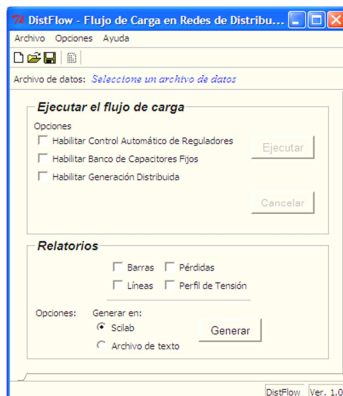 DistFlow - Flujo de Carga en Redes de Distribu...
Archivo Opciones Ayuda
Archivo de datos: Seleccione un archivo de datos
Ejecutar el flujo de carga
Opciones
Habilitar Control Automático de Reguladores
Ejecutar
Habilitar Banco de Capacitores Fijos
Habilitar Generación Distribuida
Cancelar
Relatorios
Barras Pérdidas
Líneas Perfil de Tensión
Opciones: Generar en:
Scilab
Generar
Archivo de texto
DistFlow Ver. 1.0